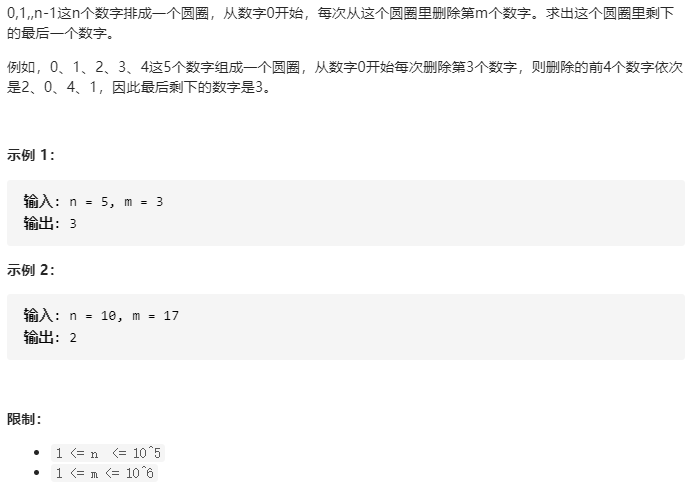 0,1,,n-1这n个数字排成一个圆圈，从数字0开始，每次从这个圆圈里删除第m个数字。求出这个圆圈里剩下
的最后一个数字。
例如，0、1、2、3、4这5个数字组成一个圆圈，从数字0开始每次删除第3个数字，则删除的前4个数字依次
是2、0、4、1，因此最后剩下的数字是3。
示例 1：
输入: n = 5, m = 3
输出: 3
示例 2：
输入: n = 10, m = 17
输出: 2
限制：
• 1 <= n <= 10^5
• 1 <= m <= 10^6